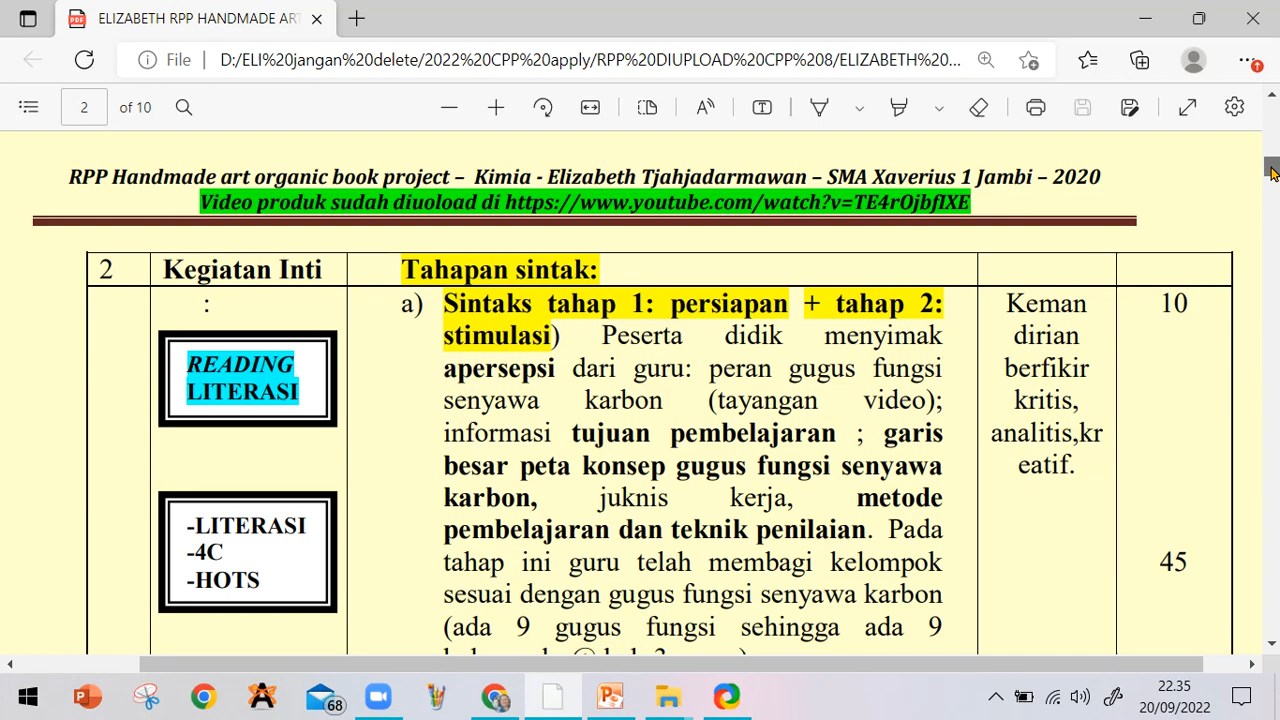 ELIZABETH RPP HANDMADE ART
File
D:/ELI%20jangan%20delete/2022%20CPP%20apply/RPP%20DIUPLOAD%20CPP%208/ELIZABETH%20...
2 of 10
RPP Handmade art organic book project – Kimia - Elizabeth Tjahjadarmawan – SMA Xaverius 1 Jambi – 2020
Video produk sudah diuoload di https://www.youtube.com/watch?v=TE4rOjbfIXE
2 Kegiatan Inti Tahapan sintak:
:
READING
LITERASI
-LITERASI
-4C
-HOTS
a) Sintaks tahap 1: persiapan + tahap 2:
stimulasi) Peserta didik menyimak
apersepsi dari guru: peran gugus fungsi
senyawa karbon (tayangan video);
informasi tujuan pembelajaran ; garis
besar peta konsep gugus fungsi senyawa
karbon, juknis kerja, metode
pembelajaran dan teknik penilaian. Pada
tahap ini guru telah membagi kelompok
sesuai dengan gugus fungsi senyawa karbon
(ada 9 gugus fungsi sehingga ada 9
Keman
dirian
berfikir
kritis,
analitis,kr
eatif.
10
45
68
22.35
20/09/2022